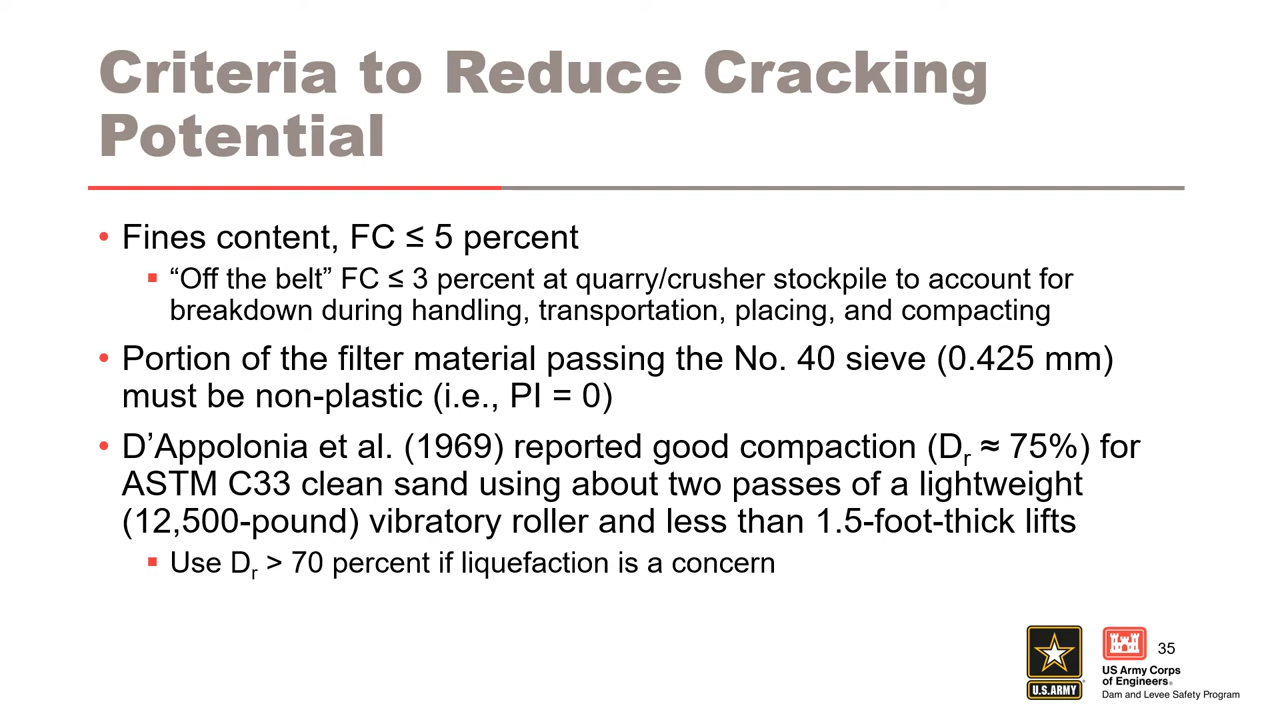 Criteria to Reduce Cracking
Potential
• Fines content, FC ≤ 5 percent
▪ “Off the belt” FC ≤ 3 percent at quarry/crusher stockpile to account for
breakdown during handling, transportation, placing, and compacting
• Portion of the filter material passing the No. 40 sieve (0.425 mm)
must be non-plastic (i.e., PI = 0)
• D’Appolonia et al. (1969) reported good compaction (Dr ≈ 75%) for
ASTM C33 clean sand using about two passes of a lightweight
(12,500-pound) vibratory roller and less than 1.5-foot-thick lifts
▪ Use Dr > 70 percent if liquefaction is a concern
U.S.ARMY
35
US Army Corps
of Engineers®
Dam and Levee Safety Program